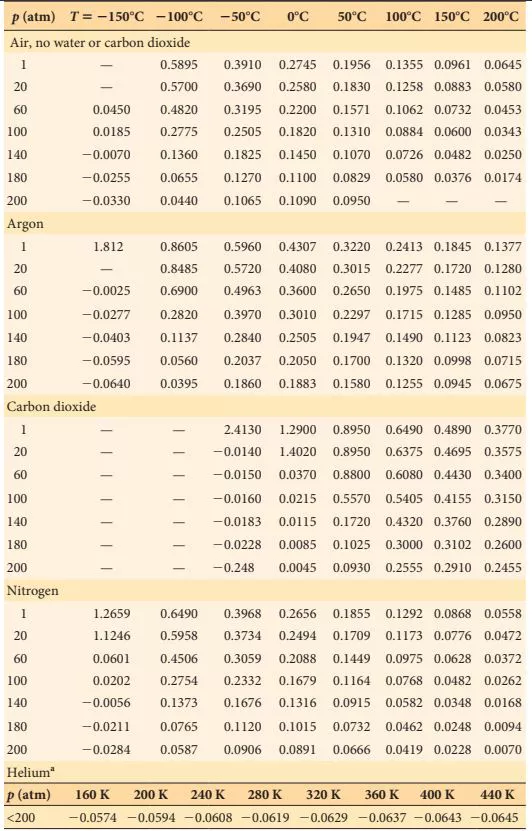 p (atm) T = −150°C −100°C −50°C 0°C 50°C 100°C 150°C 200°C
Air, no water or carbon dioxide
1 — 0.5895 0.3910 0.2745 0.1956 0.1355 0.0961 0.0645
20 — 0.5700 0.3690 0.2580 0.1830 0.1258 0.0883 0.0580
60 0.0450 0.4820 0.3195 0.2200 0.1571 0.1062 0.0732 0.0453
100 0.0185 0.2775 0.2505 0.1820 0.1310 0.0884 0.0600 0.0343
140 −0.0070 0.1360 0.1825 0.1450 0.1070 0.0726 0.0482 0.0250
180 −0.0255 0.0655 0.1270 0.1100 0.0829 0.0580 0.0376 0.0174
200 −0.0330 0.0440 0.1065 0.1090 0.0950 — — —
Argon
1 1.812 0.8605 0.5960 0.4307 0.3220 0.2413 0.1845 0.1377
20 — 0.8485 0.5720 0.4080 0.3015 0.2277 0.1720 0.1280
60 −0.0025 0.6900 0.4963 0.3600 0.2650 0.1975 0.1485 0.1102
100 −0.0277 0.2820 0.3970 0.3010 0.2297 0.1715 0.1285 0.0950
140 −0.0403 0.1137 0.2840 0.2505 0.1947 0.1490 0.1123 0.0823
180 −0.0595 0.0560 0.2037 0.2050 0.1700 0.1320 0.0998 0.0715
200 −0.0640 0.0395 0.1860 0.1883 0.1580 0.1255 0.0945 0.0675
Carbon dioxide
1 — — 2.4130 1.2900 0.8950 0.6490 0.4890 0.3770
20 — — −0.0140 1.4020 0.8950 0.6375 0.4695 0.3575
60 — — −0.0150 0.0370 0.8800 0.6080 0.4430 0.3400
100 — — −0.0160 0.0215 0.5570 0.5405 0.4155 0.3150
140 — — −0.0183 0.0115 0.1720 0.4320 0.3760 0.2890
180 — — −0.0228 0.0085 0.1025 0.3000 0.3102 0.2600
200 — — −0.248 0.0045 0.0930 0.2555 0.2910 0.2455
Nitrogen
1 1.2659 0.6490 0.3968 0.2656 0.1855 0.1292 0.0868 0.0558
20 1.1246 0.5958 0.3734 0.2494 0.1709 0.1173 0.0776 0.0472
60 0.0601 0.4506 0.3059 0.2088 0.1449 0.0975 0.0628 0.0372
100 0.0202 0.2754 0.2332 0.1679 0.1164 0.0768 0.0482 0.0262
140 −0.0056 0.1373 0.1676 0.1316 0.0915 0.0582 0.0348 0.0168
180 −0.0211 0.0765 0.1120 0.1015 0.0732 0.0462 0.0248 0.0094
200 −0.0284 0.0587 0.0906 0.0891 0.0666 0.0419 0.0228 0.0070
Heliumᵃ
p (atm) 160 K 200 K 240 K 280 K 320 K 360 K 400 K 440 K
<200 −0.0574 −0.0594 −0.0608 −0.0619 −0.0629 −0.0637 −0.0643 −0.0645